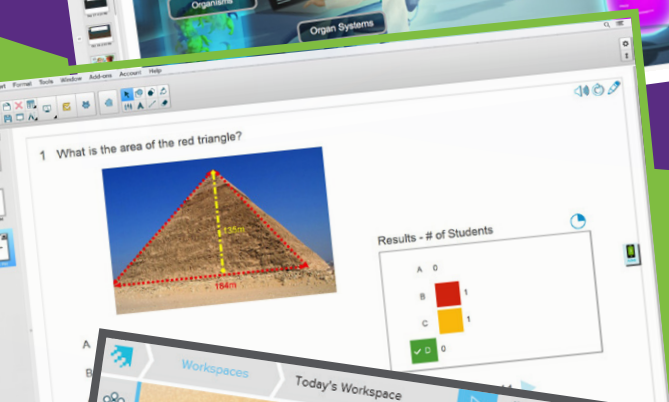 Organisms
Organ Systems
Format Tools Window Add-ons Account Help
1 What is the area of the red triangle?
135m
184m
Results - # of Students
A 0
B 1
C 1
D 0
A
B
Workspaces
Today's Workspace